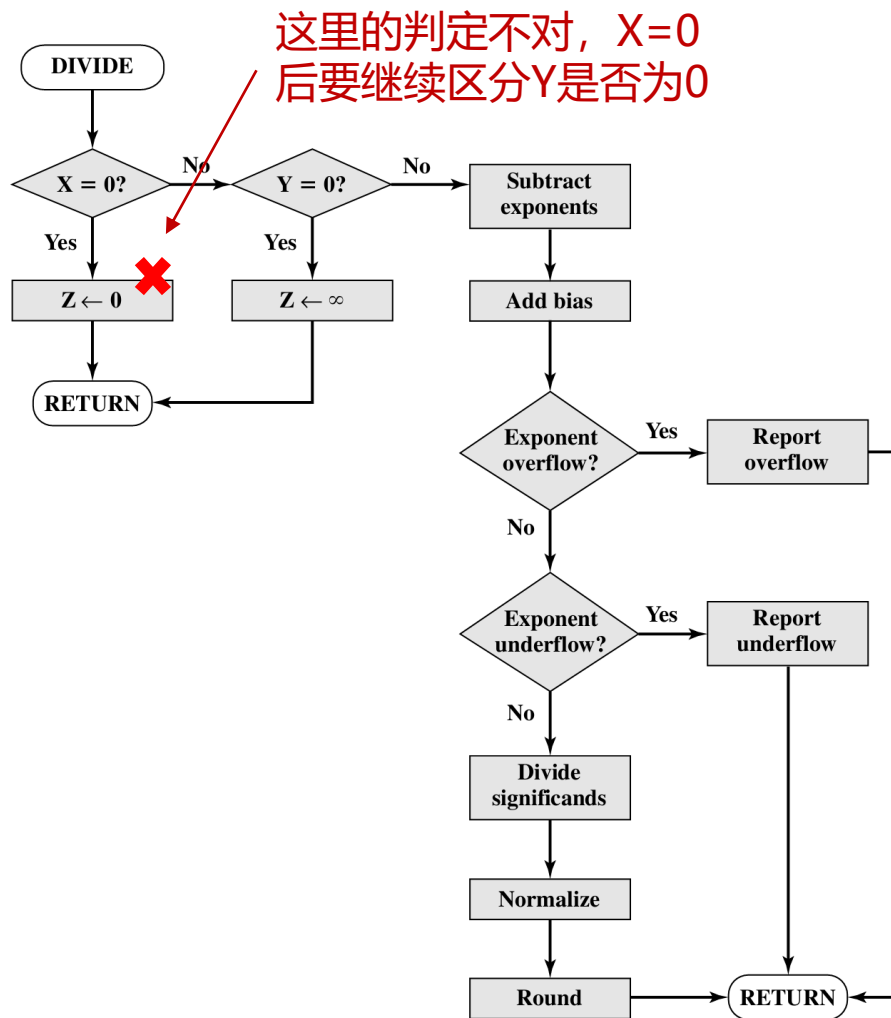 这里的判定不对，X=0
后要继续区分Y是否为0
DIVIDE
X = 0?
No
Y = 0?
No
Subtract
exponents
Yes
Yes
Z ← 0
Z ← ∞
Add bias
RETURN
Exponent
overflow?
Yes
Report
overflow
No
Exponent
underflow?
Yes
Report
underflow
No
Divide
significands
Normalize
Round
RETURN